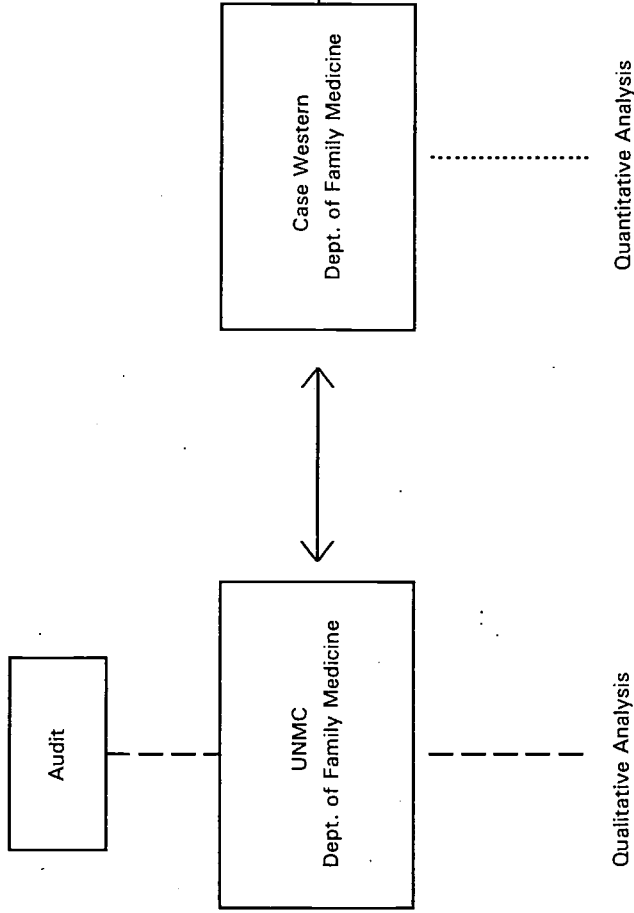 Audit
UNMC
Dept. of Family Medicine
Qualitative Analysis
Case Western
Dept. of Family Medicine
Quantitative Analysis